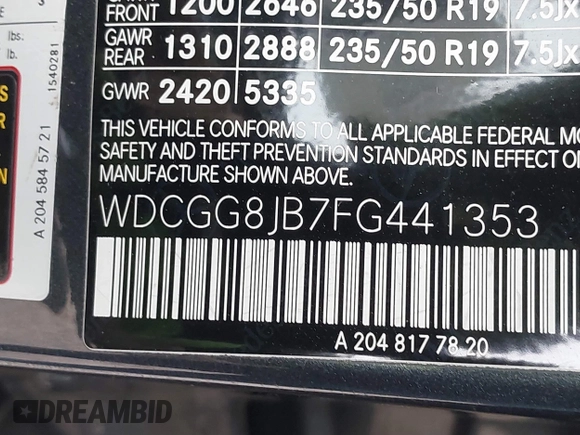 FRONT 1200 2646 235/50 R19 7.5Jx
GAWR
REAR 1310 2888 235/50 R19 7.5Jx
GVWR 2420 5335
THIS VEHICLE CONFORMS TO ALL APPLICABLE FEDERAL MO
SAFETY AND THEFT PREVENTION STANDARDS IN EFFECT O
MANUFACTURE SHOWN ABOVE.
WDCGG8JB7FG441353
A 204 817 78 20
lbs:
lb.
1540281
A 204 584 57 21
DREAMBID